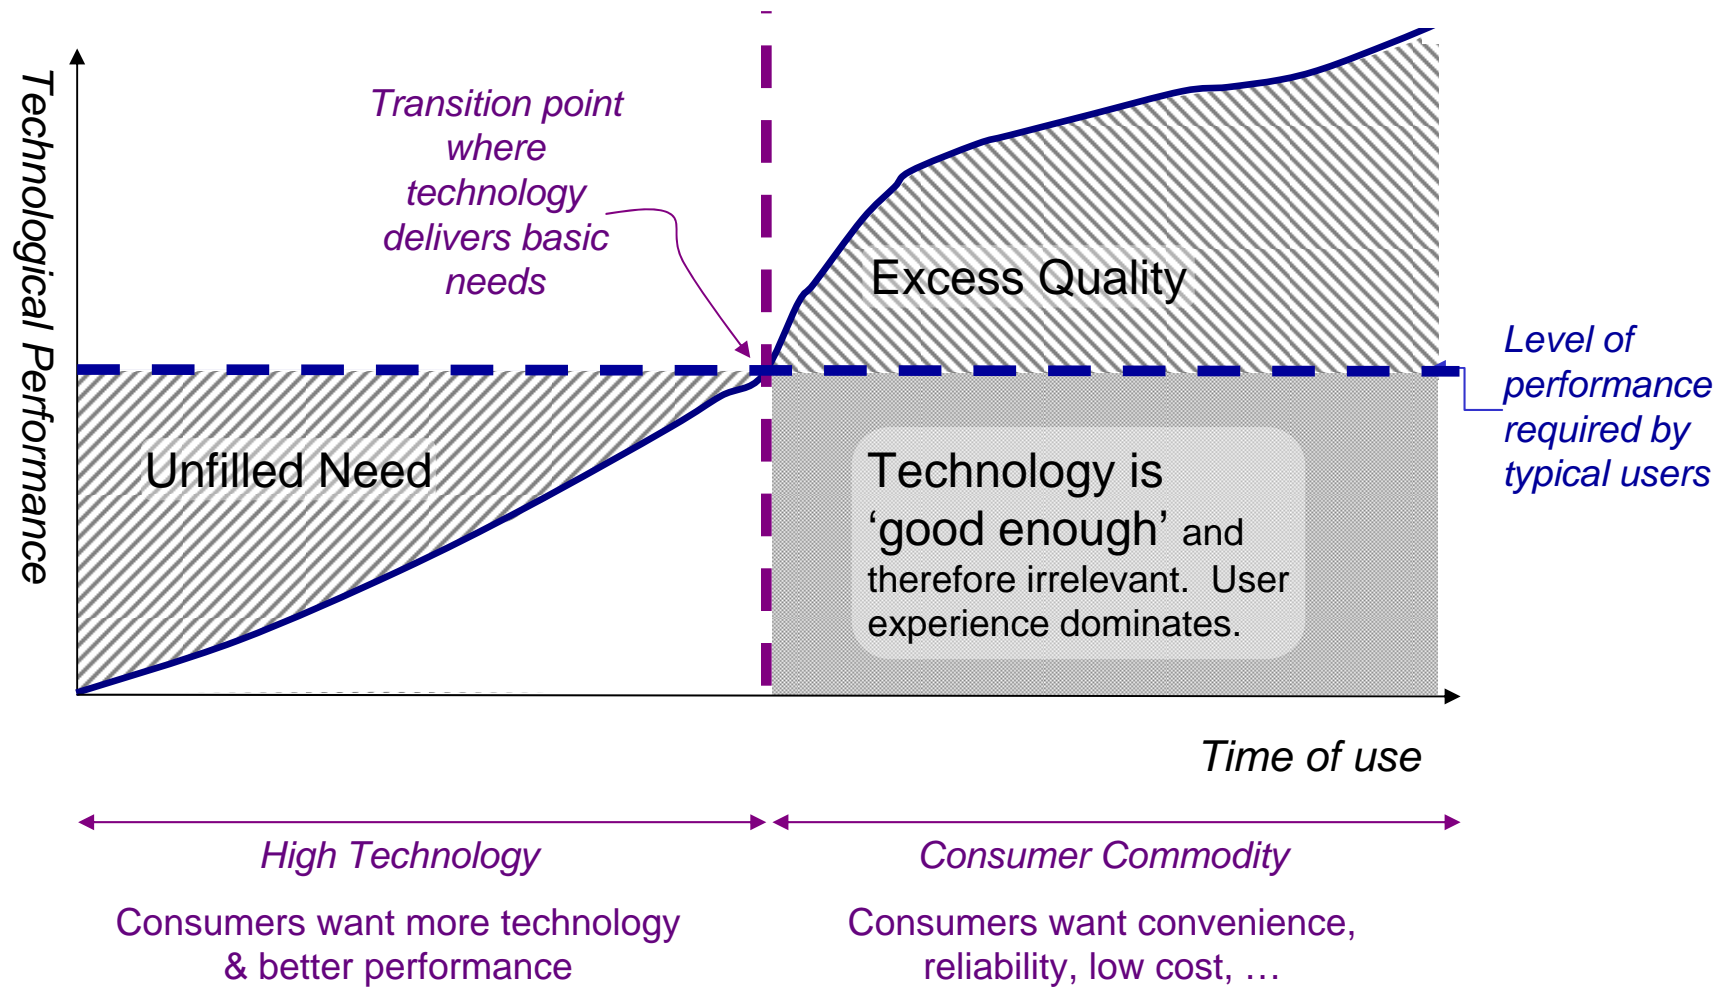 Technological Performance
Transition point
where
technology
delivers basic
needs
Excess Quality
Level of
performance
required by
typical users
Unfilled Need
Technology is
‘good enough’ and
therefore irrelevant. User
experience dominates.
Time of use
High Technology
Consumer Commodity
Consumers want more technology
& better performance
Consumers want convenience,
reliability, low cost, …